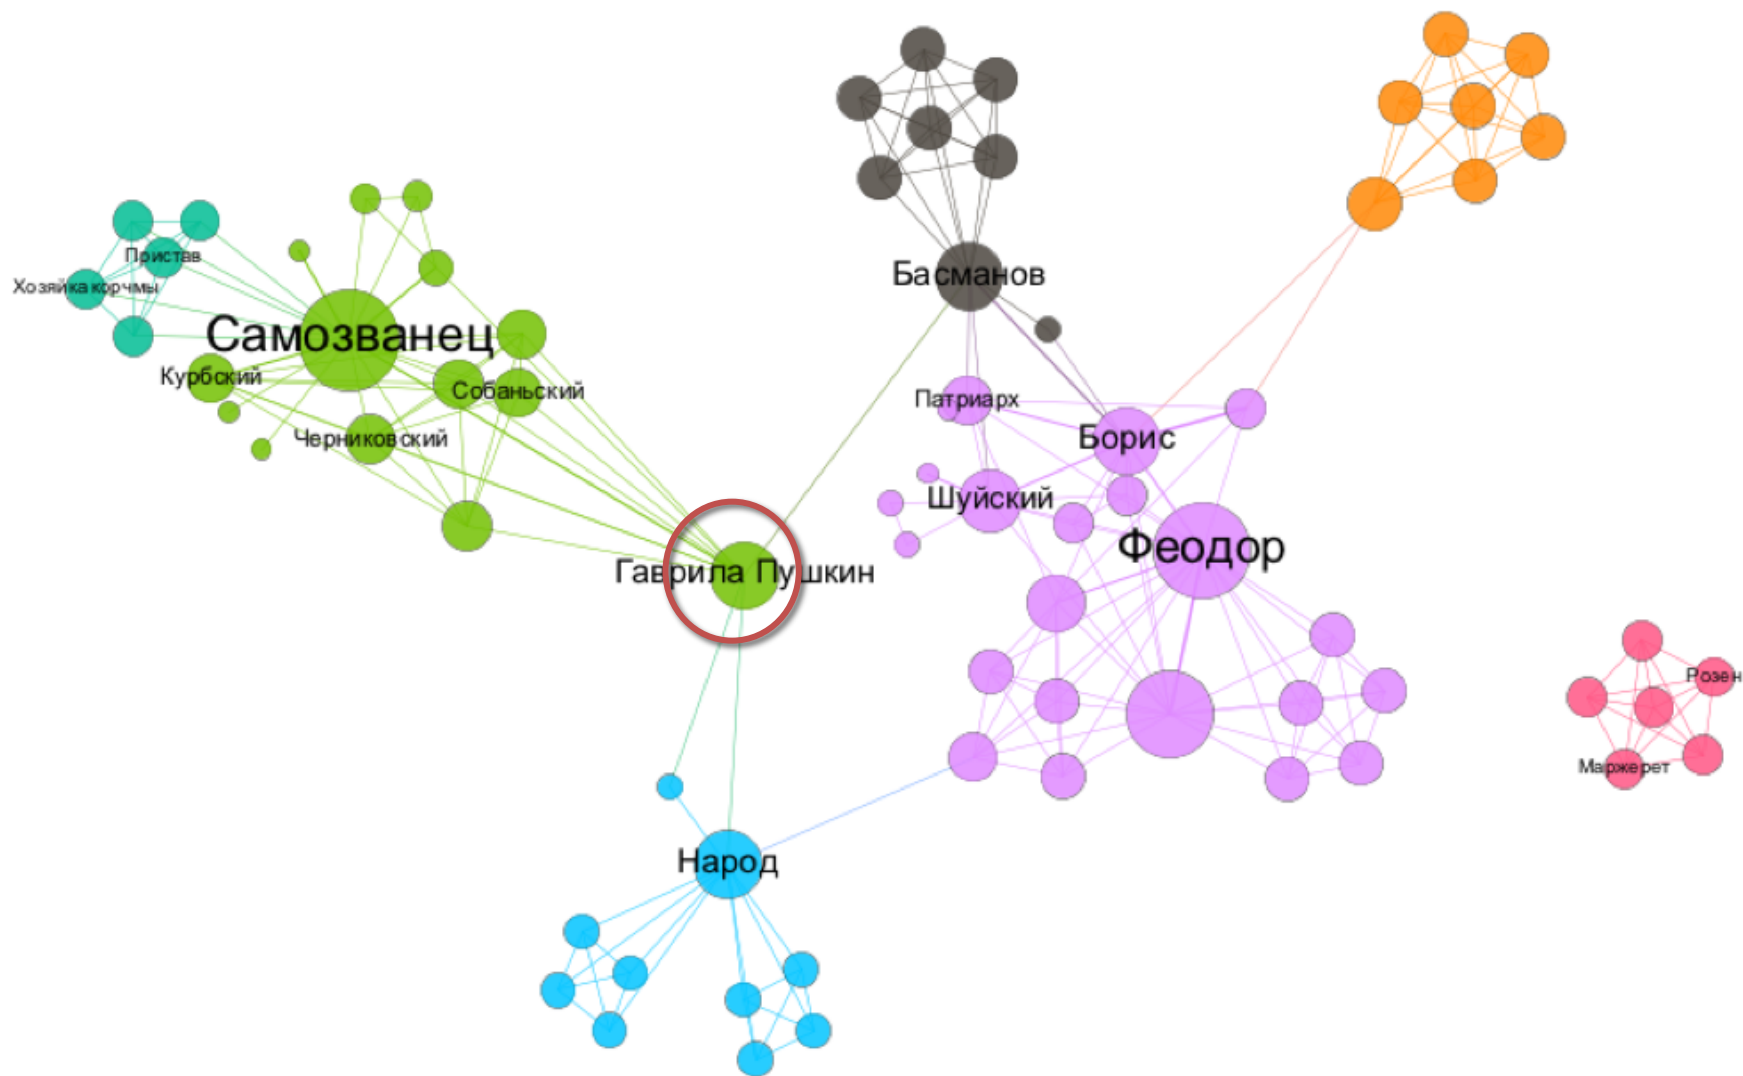 Пристав
Хозяйка корчмы
Самозванец
Курбский
Собаньский
Черниковский
Басманов
Патриарх
Борис
Шуйский
Феодор
Гаврила Пушкин
Розен
Маржерет
Народ